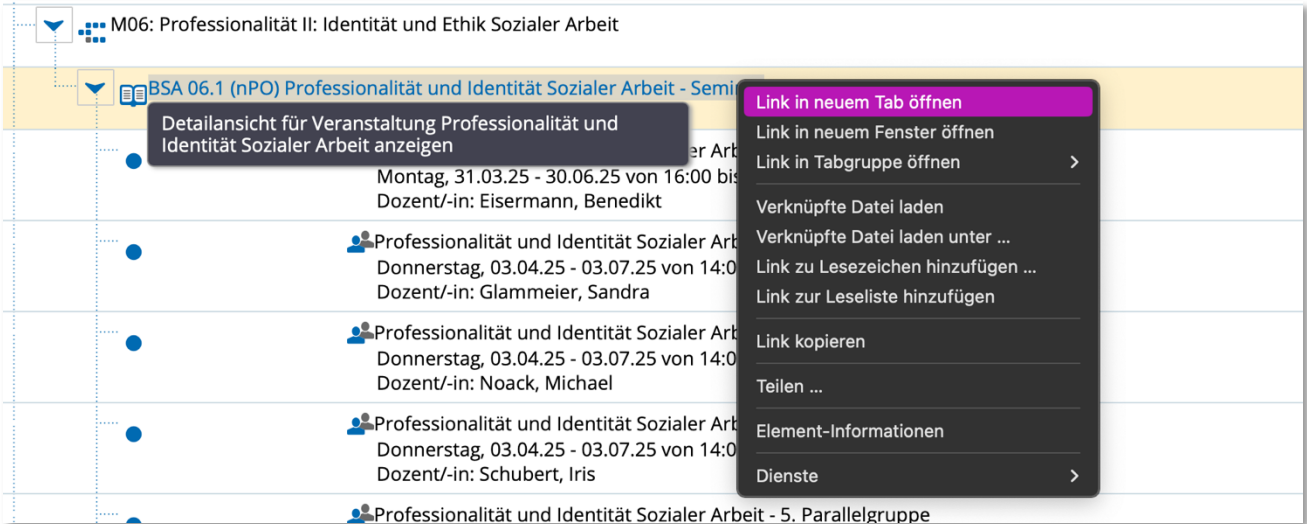 M06: Professionalität II: Identität und Ethik Sozialer Arbeit
BSA 06.1 (nPO) Professionalität und Identität Sozialer Arbeit - Semi
Detailansicht für Veranstaltung Professionalität und
Identität Sozialer Arbeit anzeigen
er Arb
Montag, 31.03.25 - 30.06.25 von 16:00 bis
Dozent/-in: Eisermann, Benedikt
Professionalität und Identität Sozialer Arb
Donnerstag, 03.04.25 - 03.07.25 von 14:0
Dozent/-in: Glammeier, Sandra
Professionalität und Identität Sozialer Arb
Donnerstag, 03.04.25 - 03.07.25 von 14:0
Dozent/-in: Noack, Michael
Professionalität und Identität Sozialer Arb
Donnerstag, 03.04.25 - 03.07.25 von 14:0
Dozent/-in: Schubert, Iris
Professionalität und Identität Sozialer Arbeit - 5. Parallelgruppe
Link in neuem Tab öffnen
Link in neuem Fenster öffnen
Link in Tabgruppe öffnen
Verknüpfte Datei laden
Verknüpfte Datei laden unter ...
Link zu Lesezeichen hinzufügen ...
Link zur Leseliste hinzufügen
Link kopieren
Teilen ...
Element-Informationen
Dienste